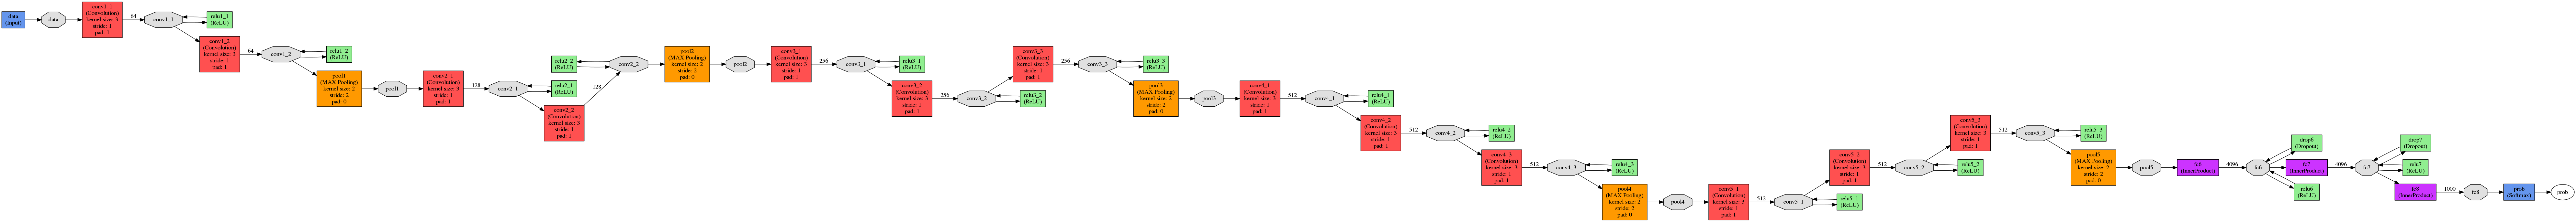 data
(Input)
data
conv1_1
(Convolution)
kernel size: 3
stride: 1
pad: 1
64
conv1_1
relu1_1
(ReLU)
conv1_2
(Convolution)
kernel size: 3
stride: 1
pad: 1
64
conv1_2
relu1_2
(ReLU)
pool1
(MAX Pooling)
kernel size: 2
stride: 2
pad: 0
pool1
conv2_1
(Convolution)
kernel size: 3
stride: 1
pad: 1
128
conv2_1
relu2_1
(ReLU)
conv2_2
(Convolution)
kernel size: 3
stride: 1
pad: 1
128
conv2_2
relu2_2
(ReLU)
pool2
(MAX Pooling)
kernel size: 2
stride: 2
pad: 0
pool2
conv3_1
(Convolution)
kernel size: 3
stride: 1
pad: 1
256
conv3_1
relu3_1
(ReLU)
conv3_2
(Convolution)
kernel size: 3
stride: 1
pad: 1
256
conv3_2
relu3_2
(ReLU)
conv3_3
(Convolution)
kernel size: 3
stride: 1
pad: 1
256
conv3_3
relu3_3
(ReLU)
pool3
(MAX Pooling)
kernel size: 2
stride: 2
pad: 0
pool3
conv4_1
(Convolution)
kernel size: 3
stride: 1
pad: 1
512
conv4_1
relu4_1
(ReLU)
conv4_2
(Convolution)
kernel size: 3
stride: 1
pad: 1
512
conv4_2
relu4_2
(ReLU)
conv4_3
(Convolution)
kernel size: 3
stride: 1
pad: 1
512
conv4_3
relu4_3
(ReLU)
pool4
(MAX Pooling)
kernel size: 2
stride: 2
pad: 0
pool4
conv5_1
(Convolution)
kernel size: 3
stride: 1
pad: 1
512
conv5_1
relu5_1
(ReLU)
conv5_2
(Convolution)
kernel size: 3
stride: 1
pad: 1
512
conv5_2
relu5_2
(ReLU)
conv5_3
(Convolution)
kernel size: 3
stride: 1
pad: 1
512
conv5_3
relu5_3
(ReLU)
pool5
(MAX Pooling)
kernel size: 2
stride: 2
pad: 0
pool5
fc6
(InnerProduct)
4096
fc6
drop6
(Dropout)
relu6
(ReLU)
fc7
(InnerProduct)
4096
fc7
drop7
(Dropout)
relu7
(ReLU)
fc8
(InnerProduct)
1000
fc8
prob
(Softmax)
prob